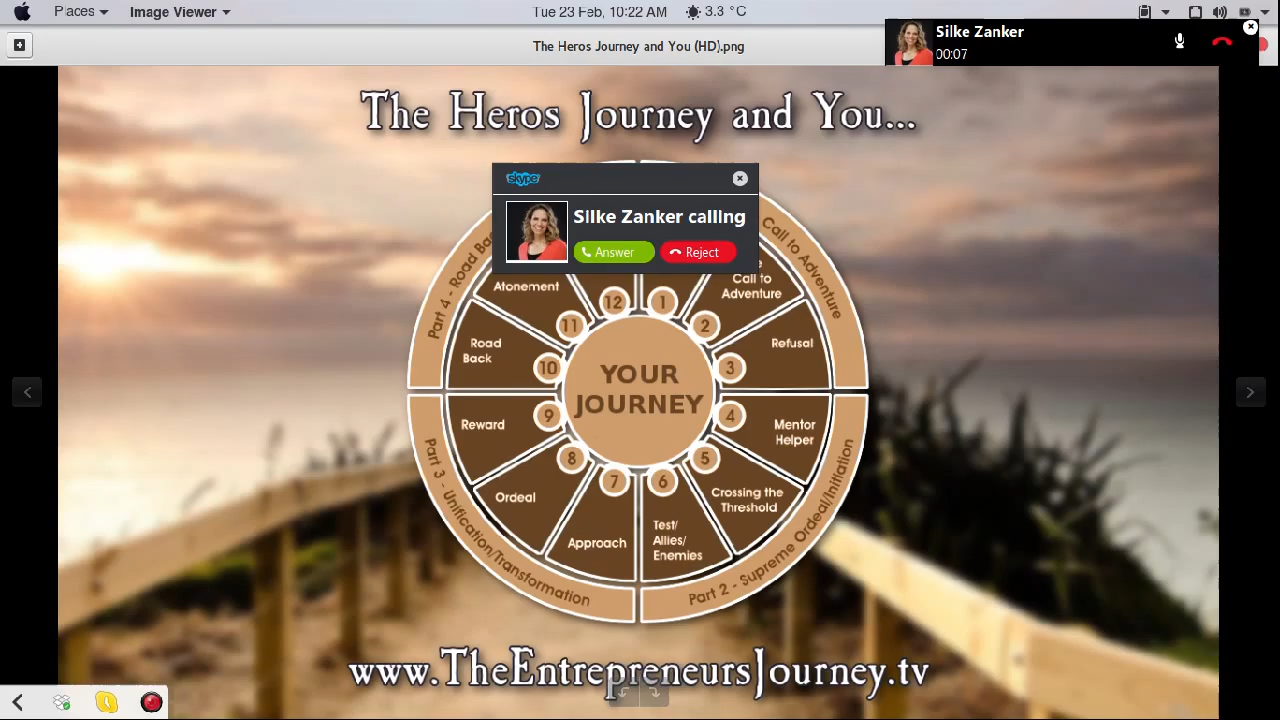 Places
Image Viewer
Tue 23 Feb, 10:22 AM
3.3 °C
The Heros Journey and You (HD).png
Silke Zanker
00:07
The Heros Journey and You...
skype
Silke Zanker calling
Answer
Reject
Call to Adventure
Part 4 - Road Ba
Call to
Adventure
Atonement
12
1
11
2
Road
Back
Refusal
10
3
YOUR
JOURNEY
9
4
Reward
Mentor
Helper
8
5
7
6
Ordeal
Crossing the
Threshold
Approach
Test/
Allies/
Enemies
Part 3 - Unification/Transformation
Part 2 - Supreme Ordeal/Initiation
www.TheEntrepreneursJourney.tv